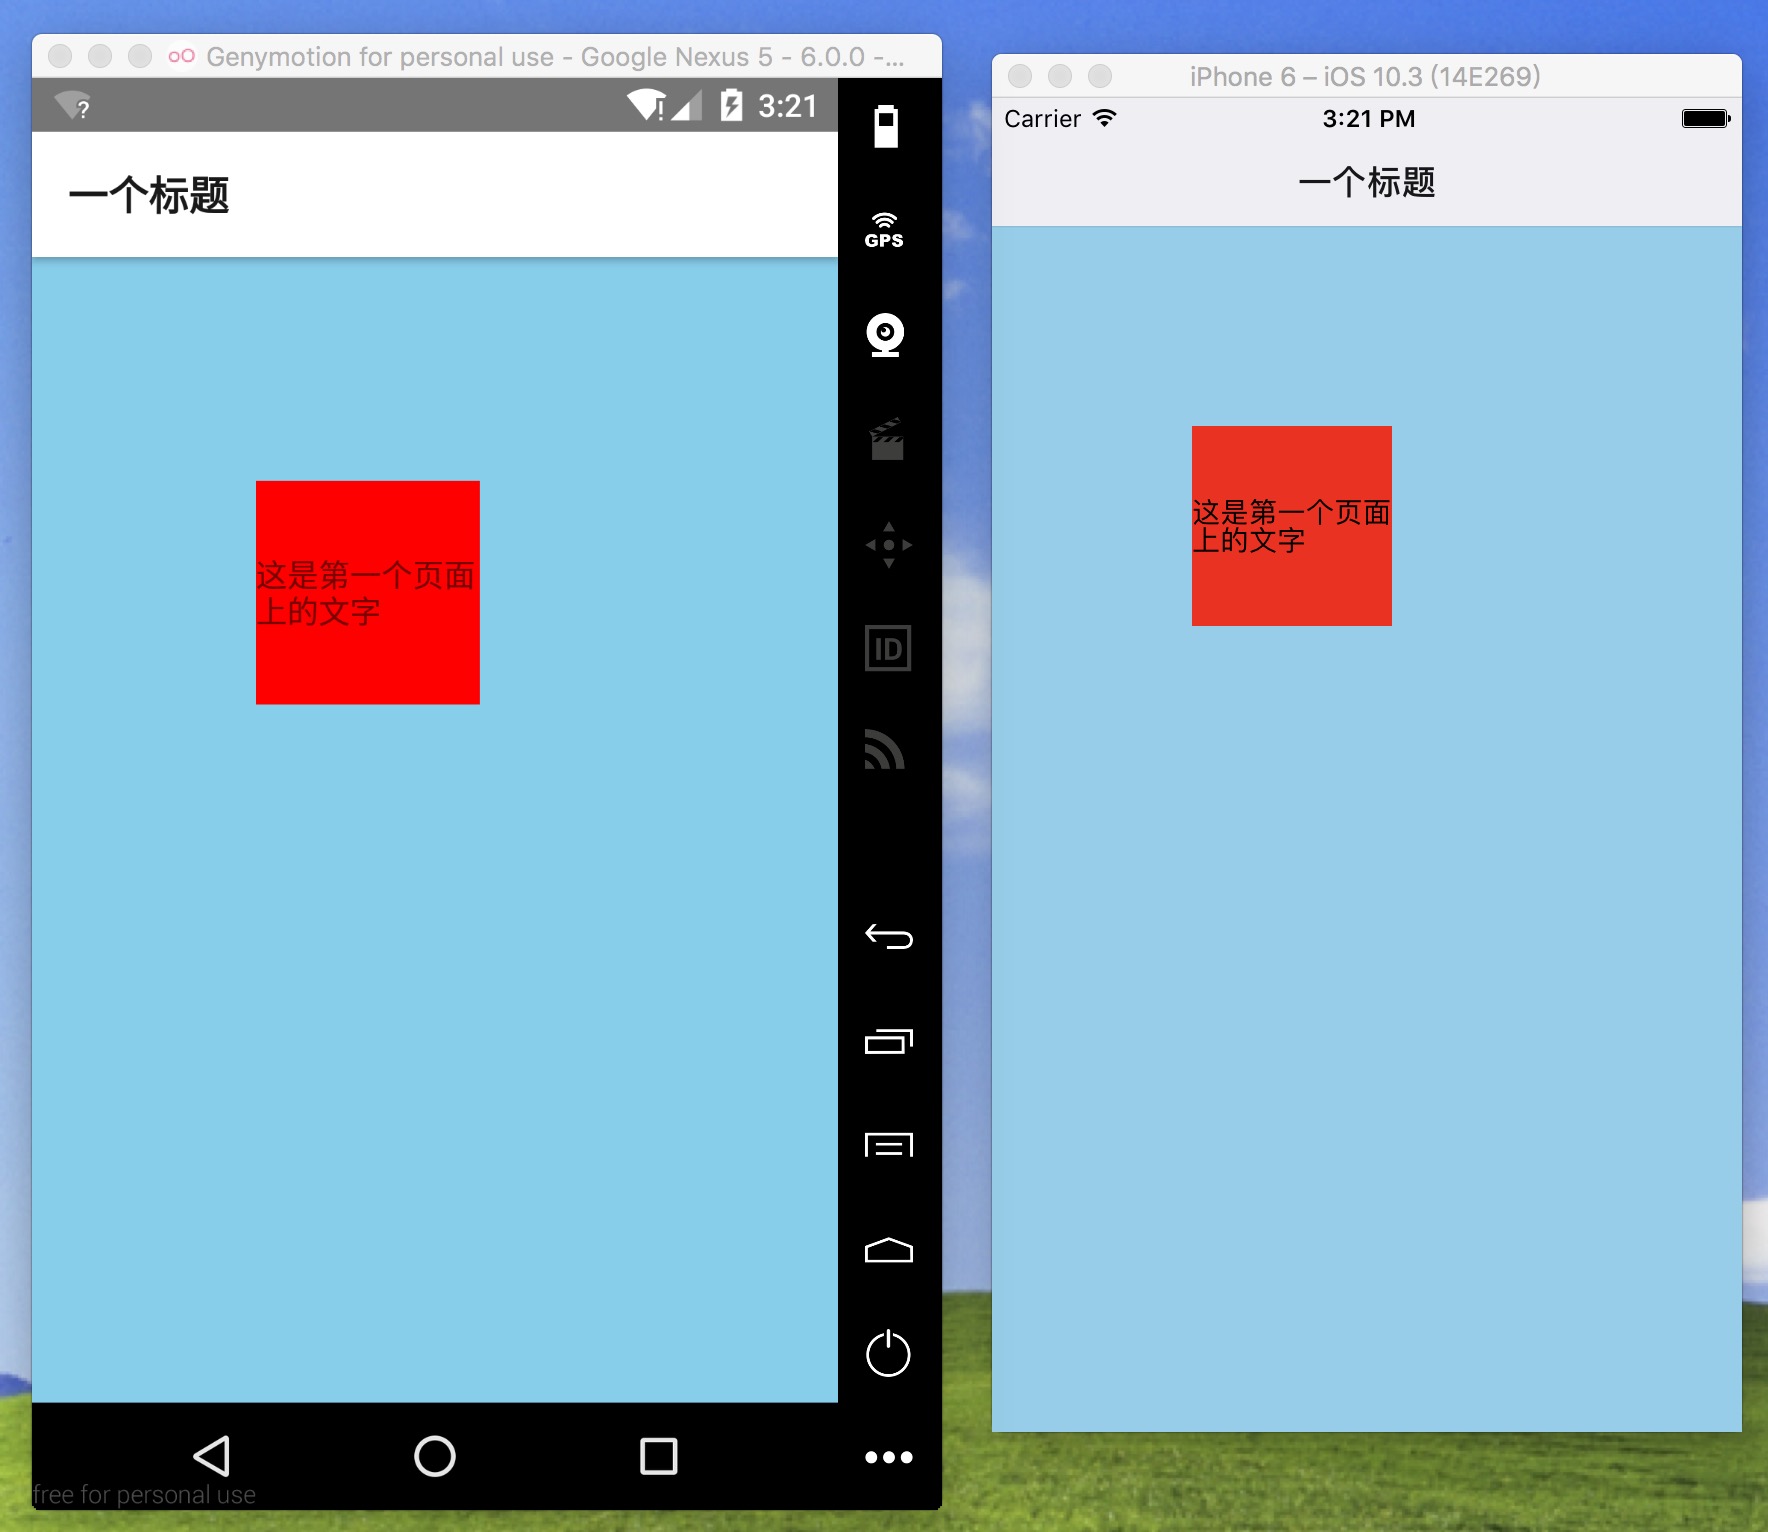 Genymotion for personal use - Google Nexus 5 - 6.0.0 -...
3:21
一个标题
这是第一个页面
上的文字
GPS
ID
free for personal use
iPhone 6 – iOS 10.3 (14E269)
Carrier
3:21 PM
一个标题
这是第一个页面
上的文字